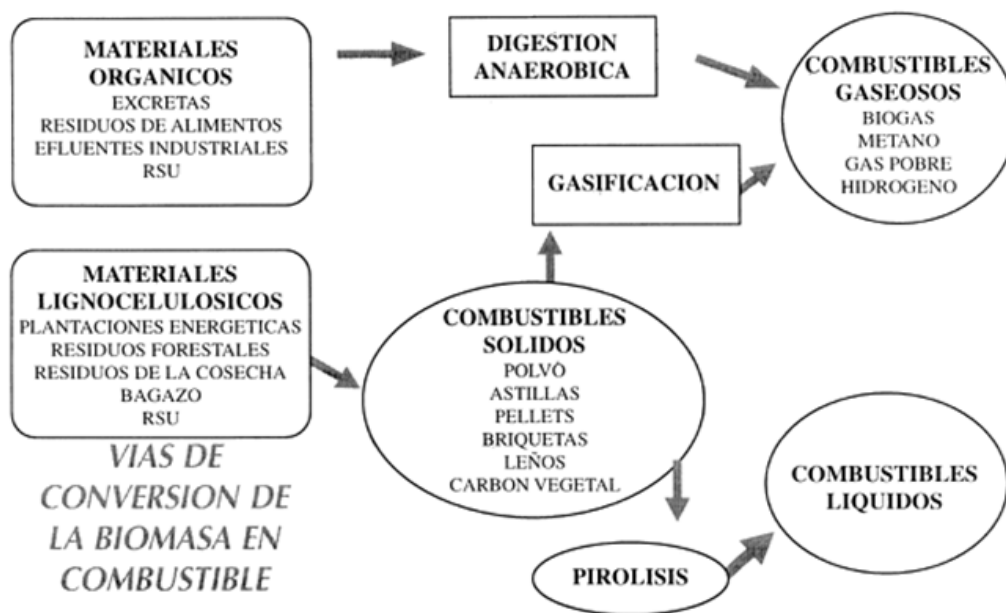 MATERIALES
ORGANICOS
EXCRETAS
RESIDUOS DE ALIMENTOS
EFLUENTES INDUSTRIALES
RSU
DIGESTION
ANAEROBICA
COMBUSTIBLES
GASEOSOS
BIOGAS
METANO
GAS POBRE
HIDROGENO
GASIFICACION
MATERIALES
LIGNOCELULOSICOS
PLANTACIONES ENERGETICAS
RESIDUOS FORESTALES
RESIDUOS DE LA COSECHA
BAGAZO
RSU
COMBUSTIBLES
SOLIDOS
POLVÒ
ASTILLAS
PELLETS
BRIQUETAS
LEÑOS
CARBON VEGETAL
VIAS DE
CONVERSION DE
LA BIOMASA EN
COMBUSTIBLE
PIROLISIS
COMBUSTIBLES
LIQUIDOS